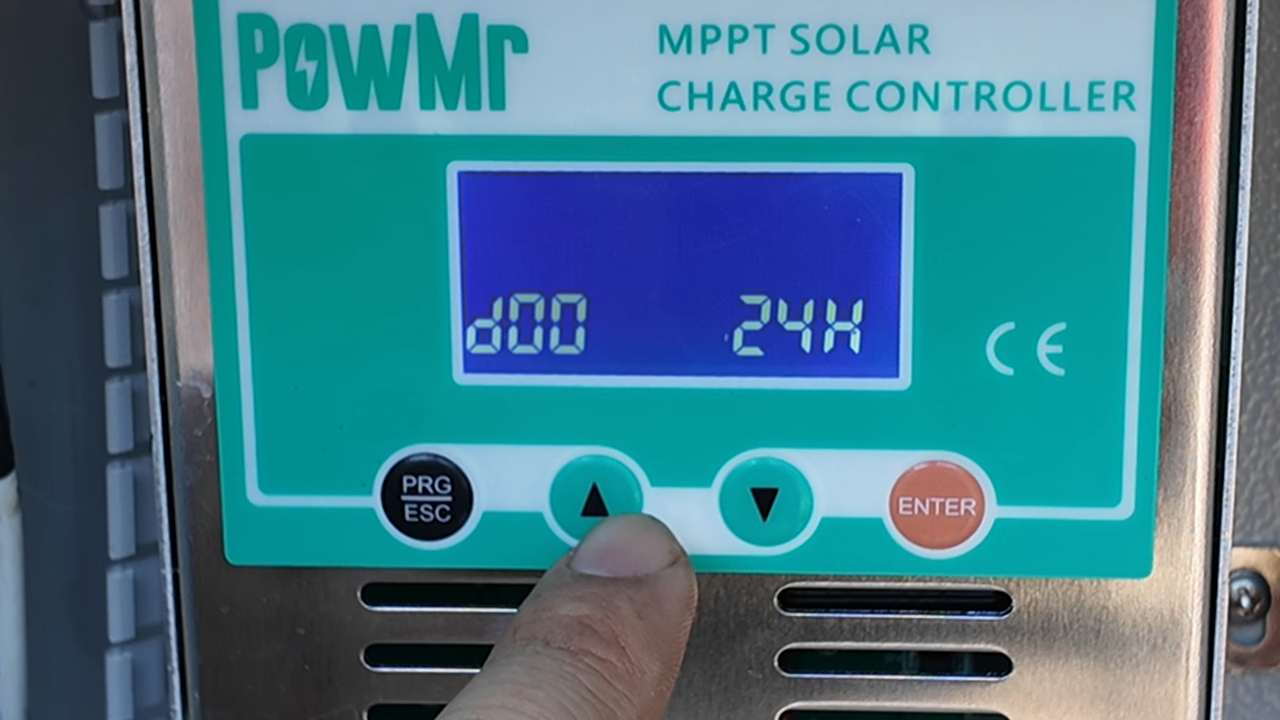 PowMr
MPPT SOLAR
CHARGE CONTROLLER
d00 24H
CE
PRG
ESC
▲
▼
ENTER